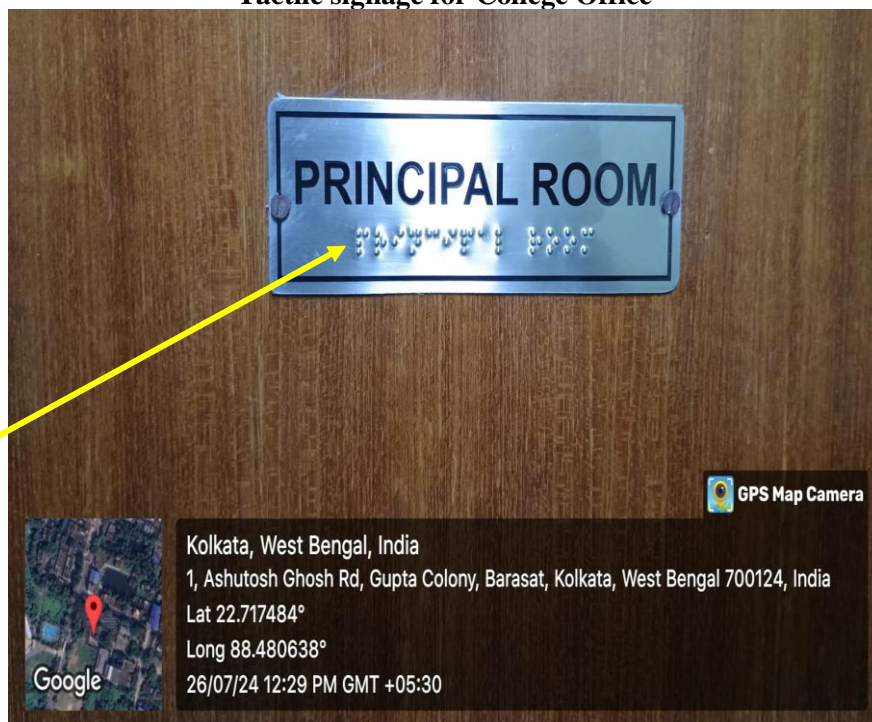 Tactile signage for College Office
PRINCIPAL ROOM
GPS Map Camera
Kolkata, West Bengal, India
1, Ashutosh Ghosh Rd, Gupta Colony, Barasat, Kolkata, West Bengal 700124, India
Lat 22.717484°
Long 88.480638°
26/07/24 12:29 PM GMT +05:30
Google